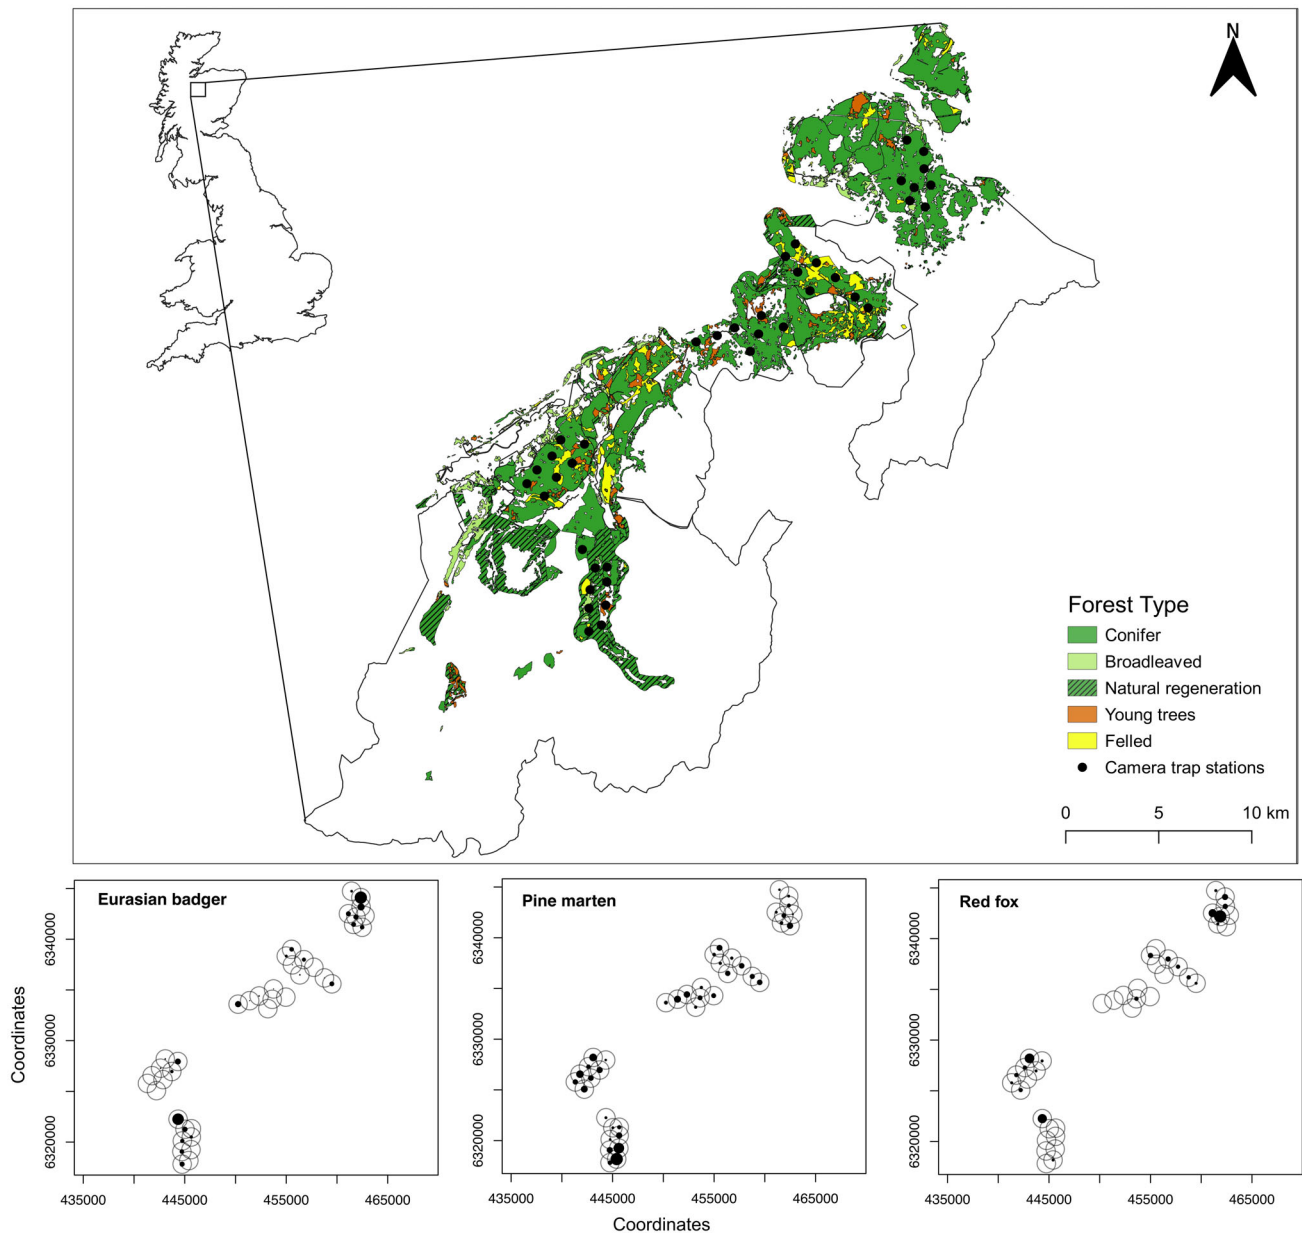 N
Forest Type
Conifer
Broadleaved
Natural regeneration
Young trees
Felled
Camera trap stations
0 5 10 km
Eurasian badger
Pine marten
Red fox
Coordinates
6340000
6330000
6320000
6340000
6330000
6320000
6340000
6330000
6320000
435000 445000 455000 465000
435000 445000 455000 465000
435000 445000 455000 465000
Coordinates